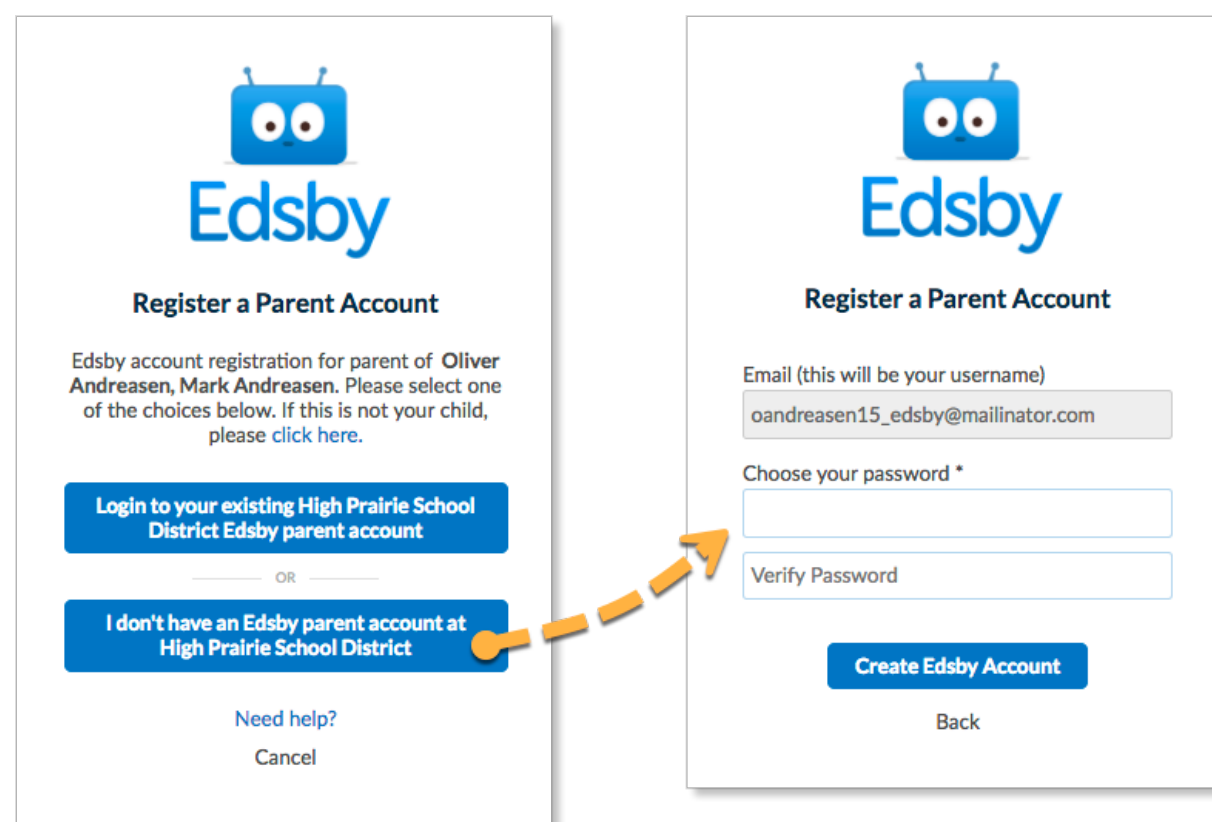 Edsby
Register a Parent Account
Edsby account registration for parent of Oliver
Andreasen, Mark Andreasen. Please select one
of the choices below. If this is not your child,
please click here.
Login to your existing High Prairie School
District Edsby parent account
OR
I don't have an Edsby parent account at
High Prairie School District
Need help?
Cancel
Edsby
Register a Parent Account
Email (this will be your username)
oandreasen15_edsby@mailinator.com
Choose your password *
Verify Password
Create Edsby Account
Back